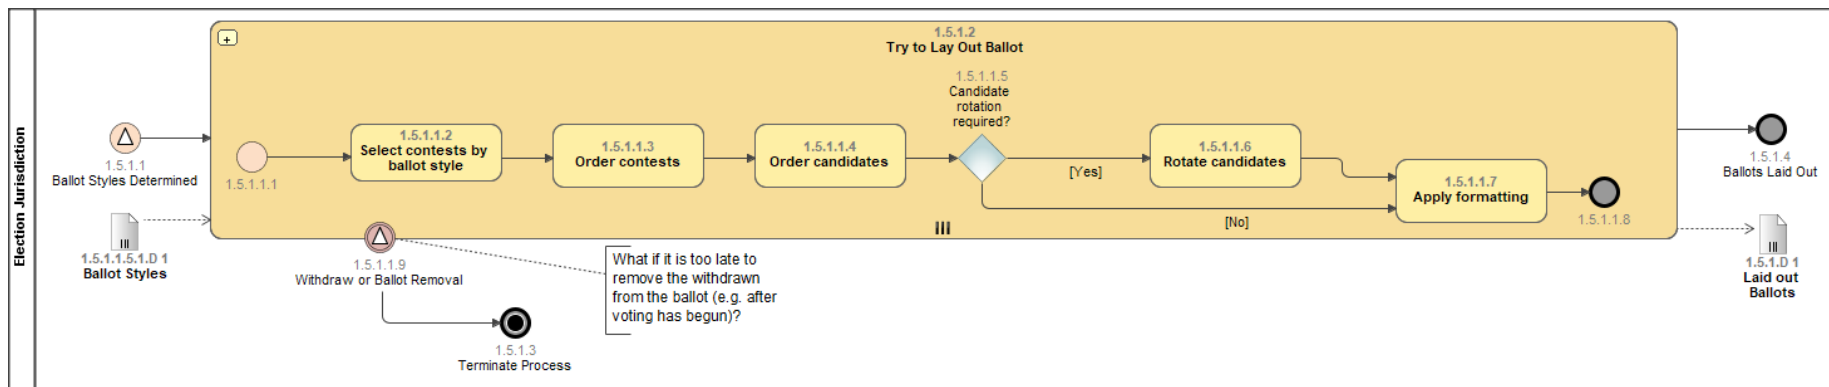 Election Jurisdiction
1.5.1.2
Try to Lay Out Ballot
1.5.1.1
Ballot Styles Determined
1.5.1.1.5.1.D 1
Ballot Styles
1.5.1.1.1
1.5.1.1.2
Select contests by
ballot style
1.5.1.1.3
Order contests
1.5.1.1.4
Order candidates
1.5.1.1.5
Candidate
rotation
required?
[Yes]
[No]
1.5.1.1.6
Rotate candidates
1.5.1.1.7
Apply formatting
1.5.1.1.8
1.5.1.1.9
Withdraw or Ballot Removal
What if it is too late to
remove the withdrawn
from the ballot (e.g. after
voting has begun)?
1.5.1.3
Terminate Process
1.5.1.4
Ballots Laid Out
1.5.1.D 1
Laid out
Ballots